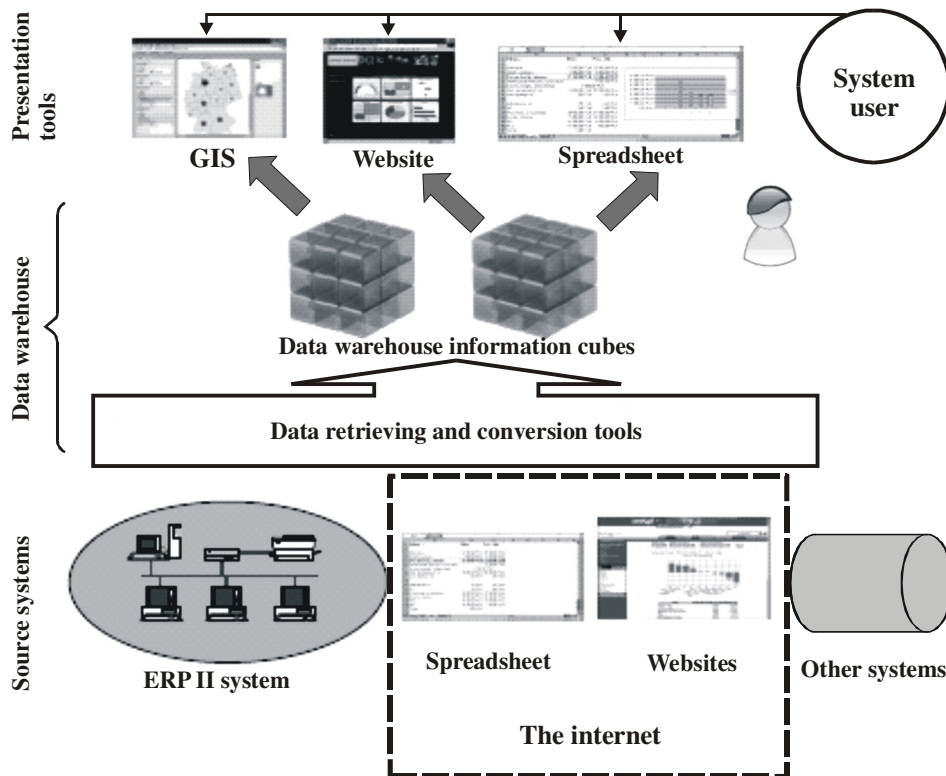 Presentation
tools
System
user
GIS
Website
Spreadsheet
Data warehouse
Data warehouse information cubes
Data retrieving and conversion tools
Source systems
ERP II system
Spreadsheet
Websites
Other systems
The internet